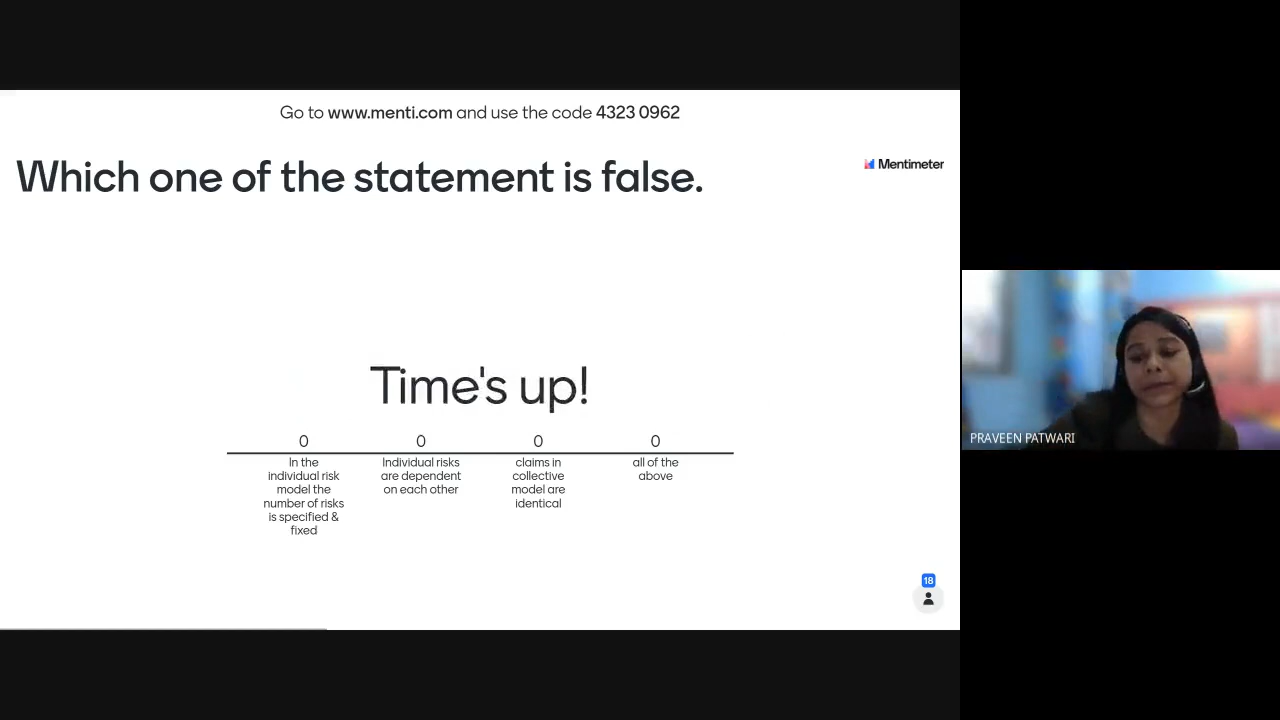 Go to www.menti.com and use the code 4323 0962
Mentimeter
Which one of the statement is false.
Time's up!
0
0
0
0
In the
individual risk
model the
number of risks
is specified &
fixed
Individual risks
are dependent
on each other
claims in
collective
model are
identical
all of the
above
18
PRAVEEN PATWARI